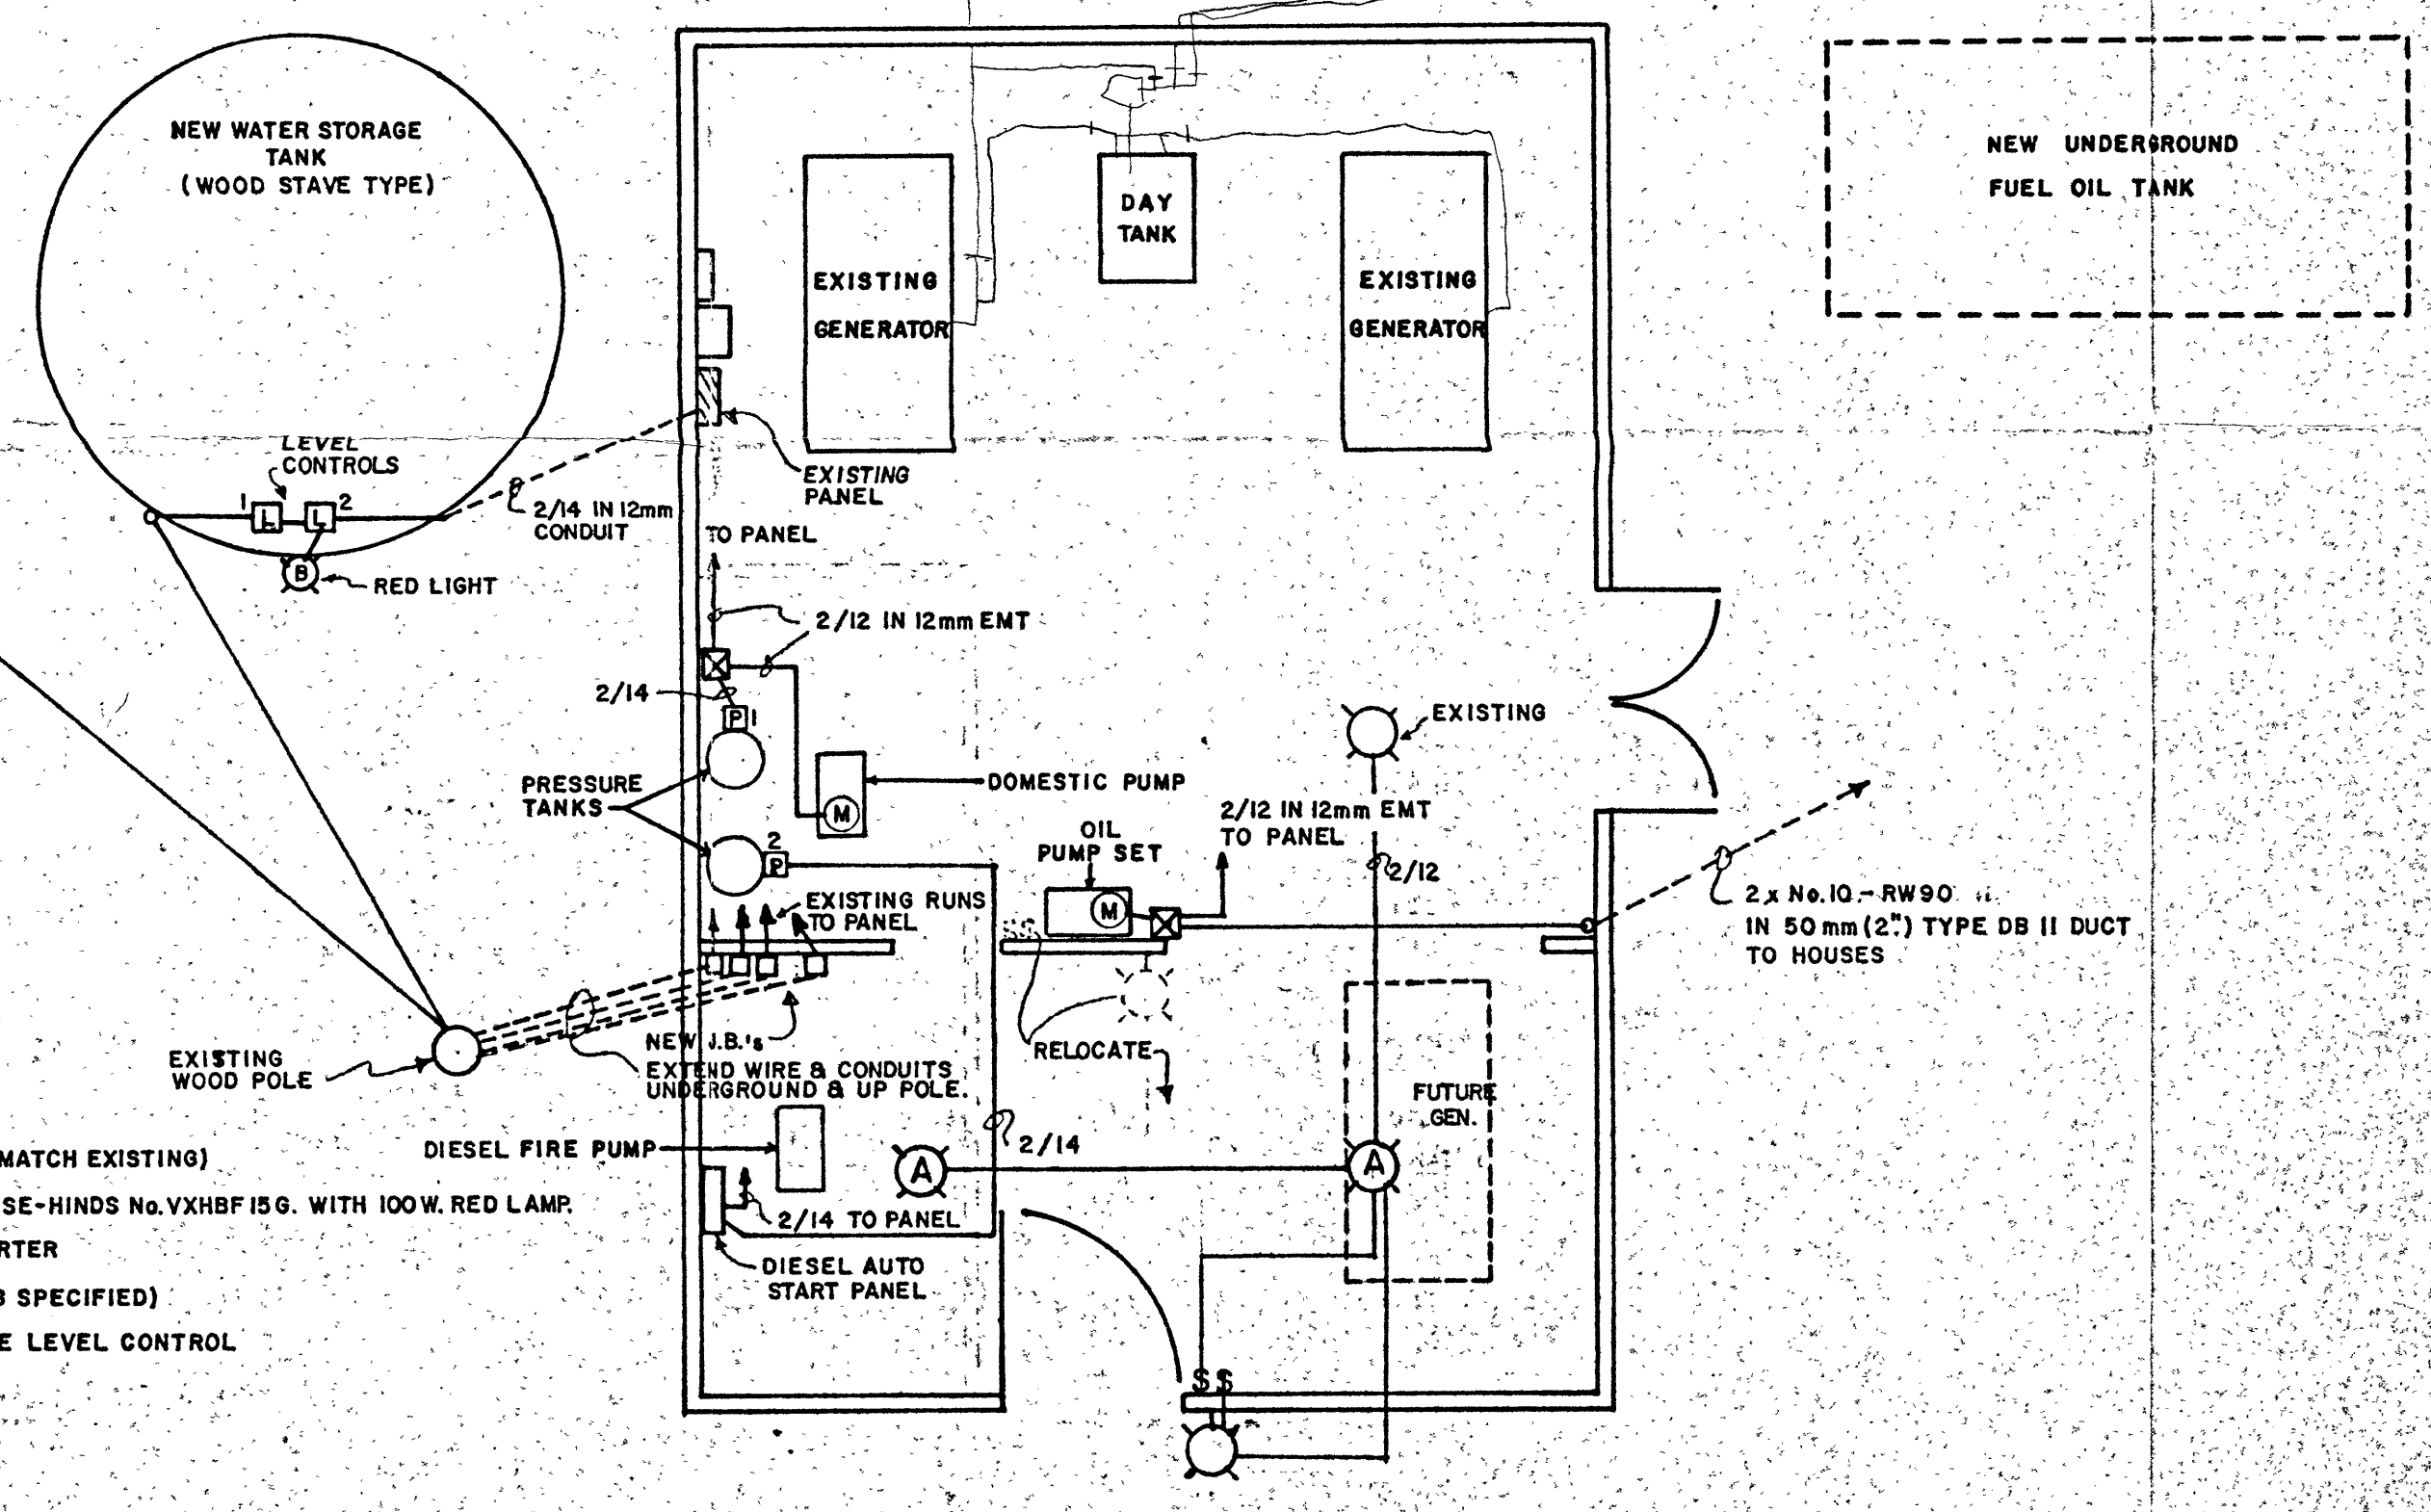 NEW WATER STORAGE
TANK
(WOOD STAVE TYPE)
NEW UNDERGROUND
FUEL OIL TANK
DAY
TANK
EXISTING
GENERATOR
EXISTING
GENERATOR
LEVEL
CONTROLS
1
L
L
2
B
RED LIGHT
2/14 IN 12mm
CONDUIT
EXISTING
PANEL
TO PANEL
2/12 IN 12mm EMT
2/14
P
1
PRESSURE
TANKS
M
DOMESTIC PUMP
2
P
EXISTING
2/12 IN 12mm EMT
TO PANEL
OIL
PUMP SET
M
2/12
EXISTING RUNS
TO PANEL
2 x No.10.- RW90
IN 50mm (2") TYPE DB II DUCT
TO HOUSES
NEW J.B.'s
EXTEND WIRE & CONDUITS
UNDERGROUND & UP POLE.
EXISTING
WOOD POLE
RELOCATE
FUTURE
GEN.
DIESEL FIRE PUMP
2/14
A
A
2/14 TO PANEL
DIESEL AUTO
START PANEL
MATCH EXISTING)
SE-HINDS No. VXHBF15G. WITH 100W. RED LAMP.
RTER
SPECIFIED)
E LEVEL CONTROL
$ $